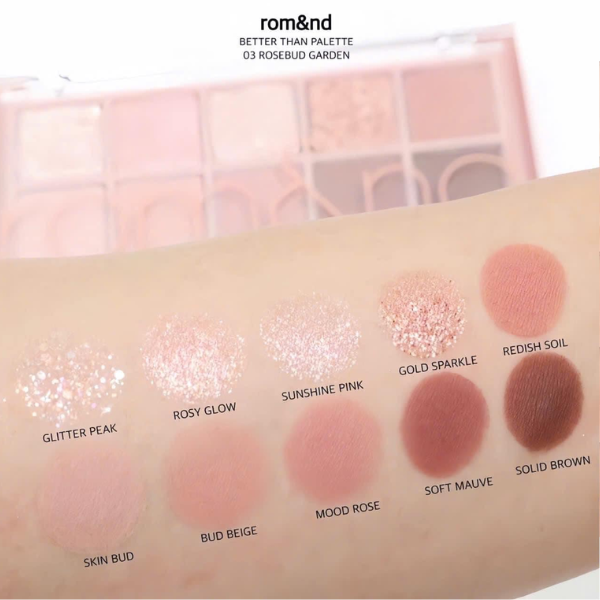 rom&nd
BETTER THAN PALETTE
03 ROSEBUD GARDEN
GLITTER PEAK
ROSY GLOW
SUNSHINE PINK
GOLD SPARKLE
REDISH SOIL
SKIN BUD
BUD BEIGE
MOOD ROSE
SOFT MAUVE
SOLID BROWN